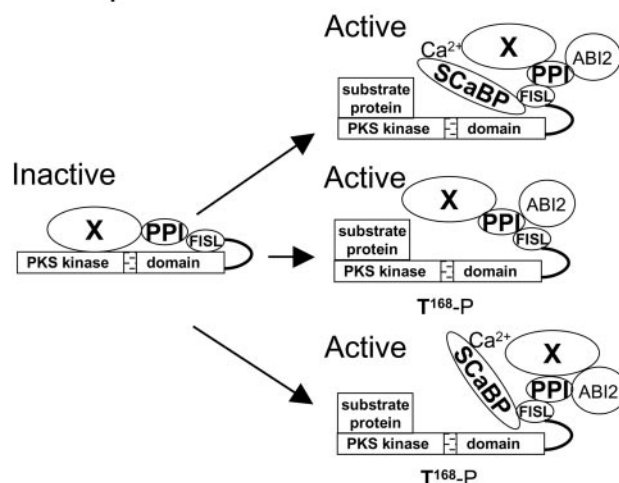 Active
Ca²⁺
X
SCaBP
PPI
ABI2
FISL
substrate
protein
PKS kinase
domain
Inactive
X
PPI
FISL
PKS kinase
domain
Active
X
PPI
ABI2
FISL
substrate
protein
PKS kinase
domain
T¹⁶⁸-P
Active
Ca²⁺
SCaBP
X
PPI
ABI2
FISL
substrate
protein
PKS kinase
domain
T¹⁶⁸-P